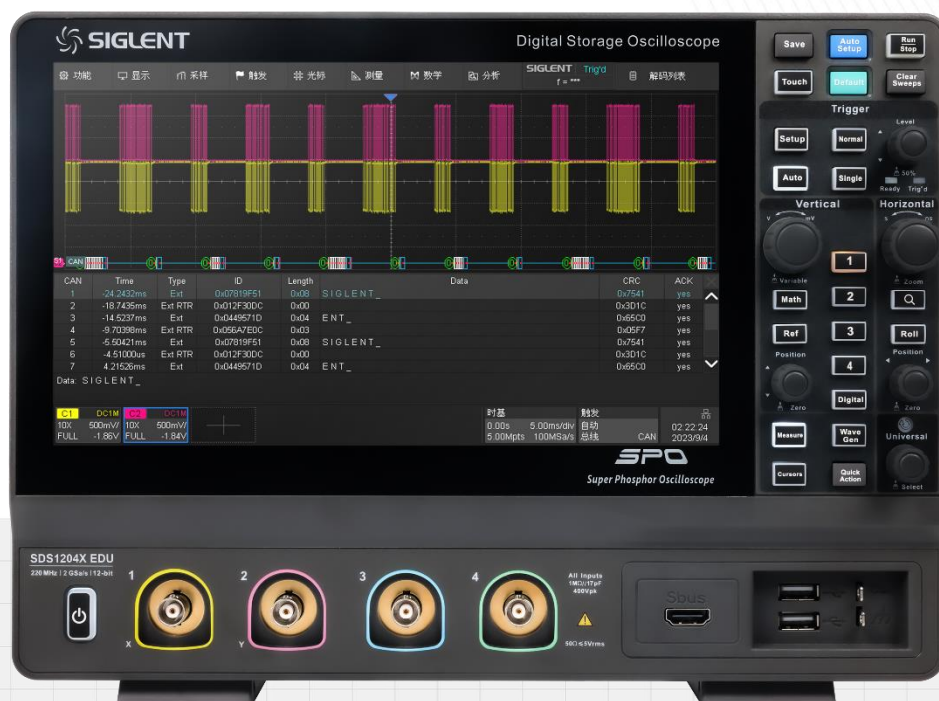 SIGLENT
Digital Storage Oscilloscope
功能 显示 采样 触发 光标 测量 数学 分析 SIGLENT Trig'd 解码列表
f = ***
S1 CAN
CAN Time Type ID Length Data CRC ACK
1 -24.2432ms Ext 0x07819F51 0x08 SIGLENT_ 0x7541 yes
2 -18.7435ms Ext RTR 0x012F30DC 0x00 0x3D1C yes
3 -14.5237ms Ext 0x0449571D 0x04 ENT_ 0x65C0 yes
4 -9.70398ms Ext RTR 0x056A7E0C 0x03 0x05F7 yes
5 -5.50421ms Ext 0x07819F51 0x08 SIGLENT_ 0x7541 yes
6 -4.51000us Ext RTR 0x012F30DC 0x00 0x3D1C yes
7 4.21526ms Ext 0x0449571D 0x04 ENT_ 0x65C0 yes
Data: SIGLENT_
C1 DC1M C2 DC1M 时基 触发
10X 500mV/ 10X 500mV/ 0.00s 5.00ms/div 自动 02:22:24
FULL -1.86V FULL -1.84V 5.00Mpts 100MSa/s 总线 CAN 2023/9/4
SPO
Super Phosphor Oscilloscope
Save
Auto Setup
Run Stop
Touch
Default
Clear Sweeps
Trigger
Level
Setup
Normal
50%
Auto
Single
Ready Trig'd
Vertical
Horizontal
V mV
s ns
1
Variable
Zoom
Math
2
Ref
3
Roll
Position
Position
4
Zero
Digital
Zero
Measure
Wave Gen
Universal
Cursors
Quick Action
Select
SDS1204X EDU
220 MHz | 2 GSa/s | 12-bit
1
2
3
4
X
Y
All Inputs
1MΩ//17pF
400Vpk
50Ω≤5Vrms
Sbus